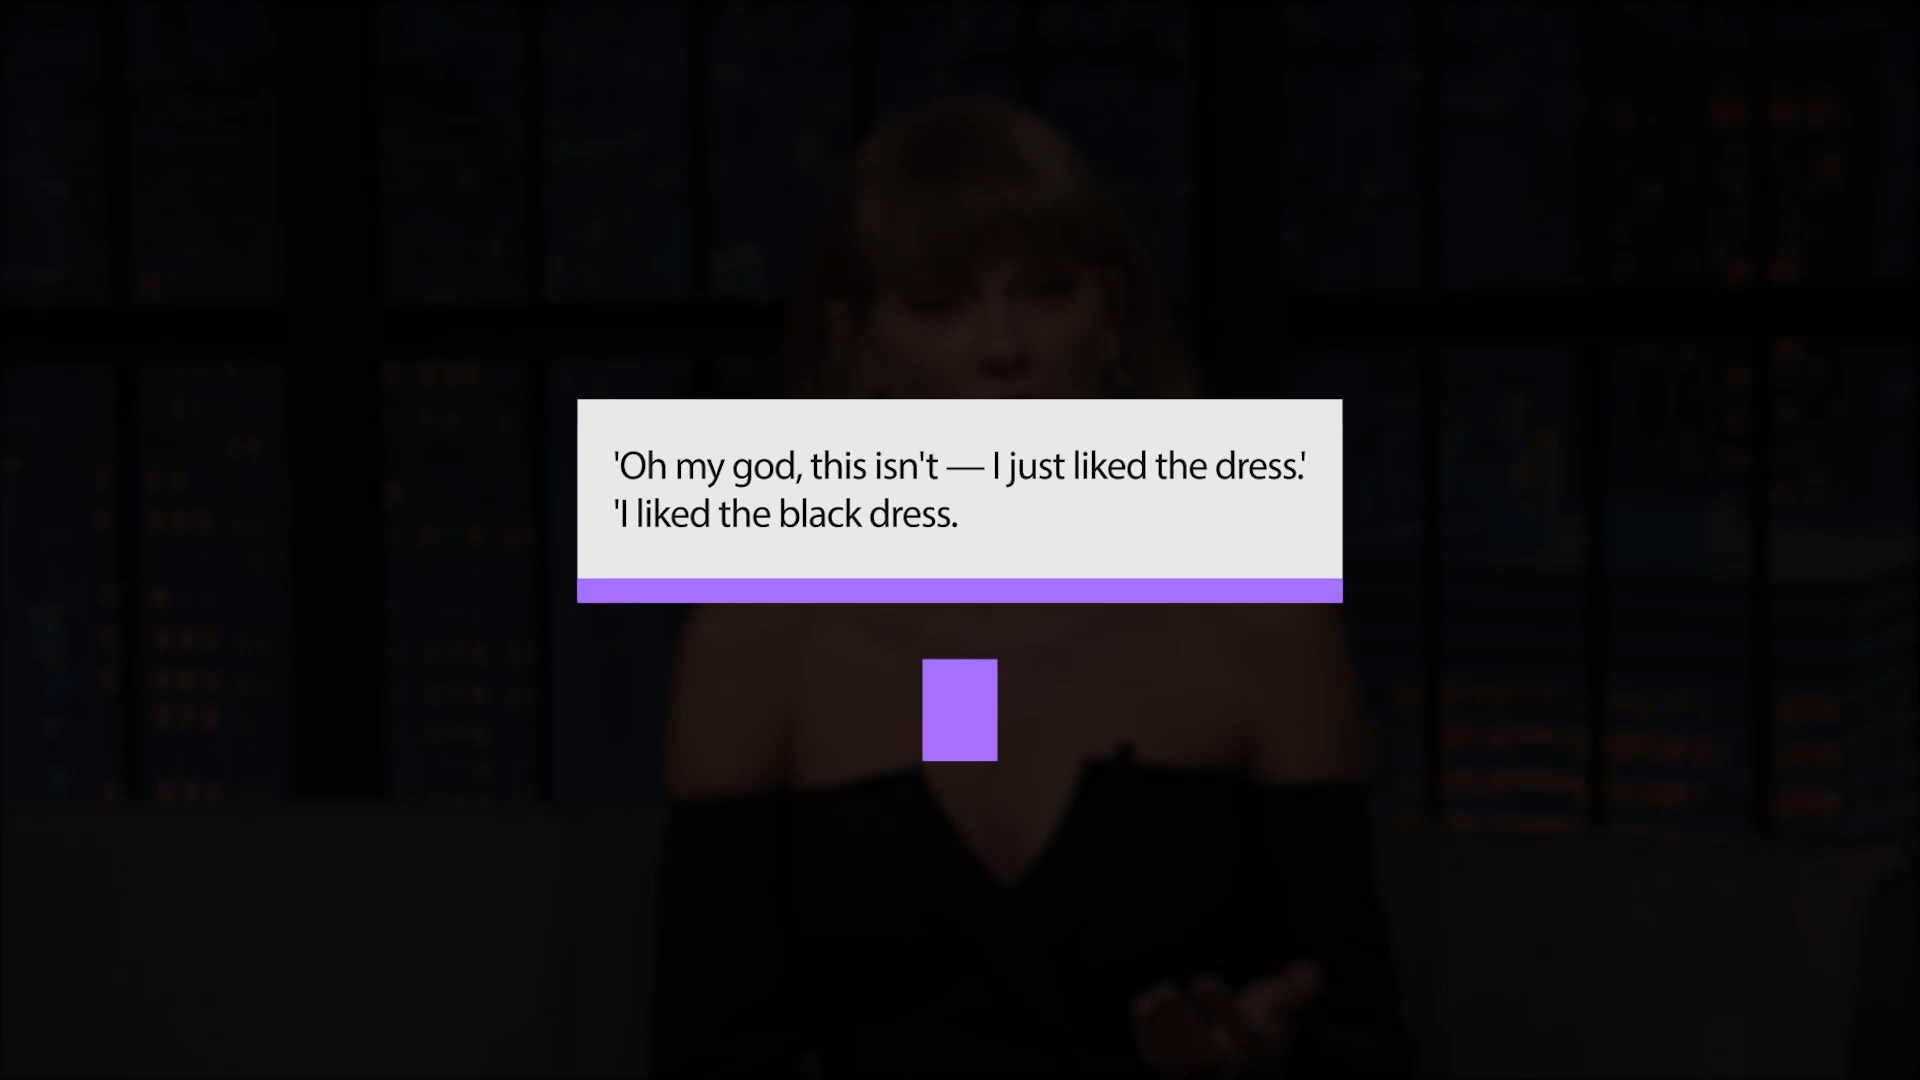 'Oh my god, this isn't — I just liked the dress.'
'I liked the black dress.